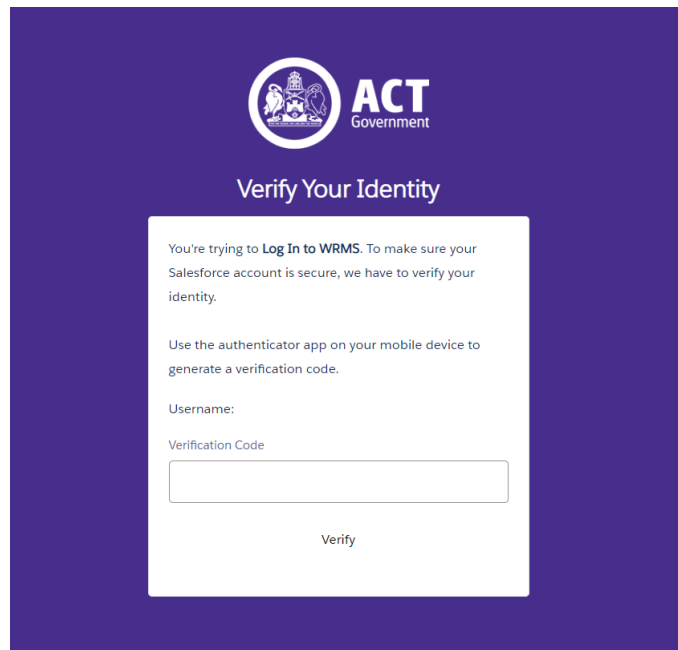 ACT
Government
Verify Your Identity
You're trying to Log In to WRMS. To make sure your
Salesforce account is secure, we have to verify your
identity.
Use the authenticator app on your mobile device to
generate a verification code.
Username:
Verification Code
Verify